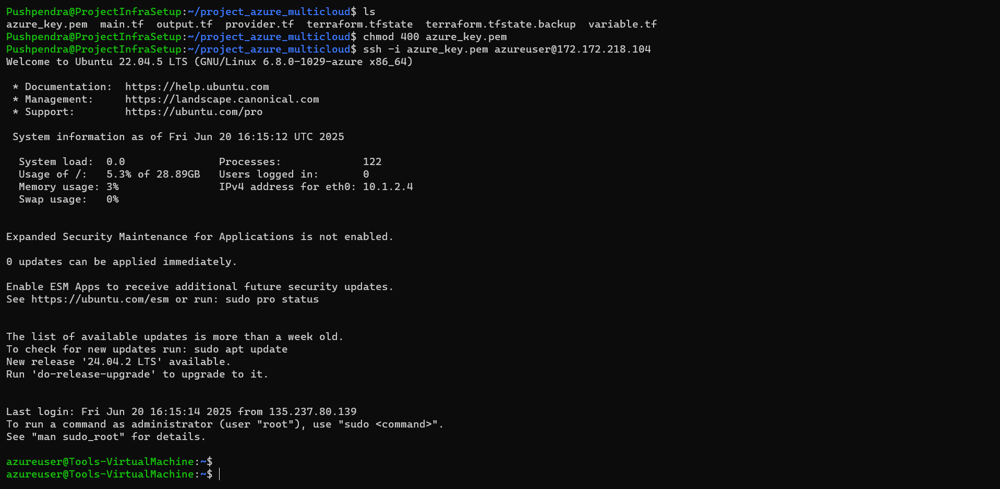 Pushpendra@ProjectInfraSetup:~/project_azure_multicloud$ ls
azure_key.pem  main.tf  output.tf  provider.tf  terraform.tfstate  terraform.tfstate.backup  variable.tf
Pushpendra@ProjectInfraSetup:~/project_azure_multicloud$ chmod 400 azure_key.pem
Pushpendra@ProjectInfraSetup:~/project_azure_multicloud$ ssh -i azure_key.pem azureuser@172.172.218.104
Welcome to Ubuntu 22.04.5 LTS (GNU/Linux 6.8.0-1029-azure x86_64)

 * Documentation:  https://help.ubuntu.com
 * Management:     https://landscape.canonical.com
 * Support:        https://ubuntu.com/pro

 System information as of Fri Jun 20 16:15:12 UTC 2025

  System load:  0.0               Processes:             122
  Usage of /:   5.3% of 28.89GB   Users logged in:       0
  Memory usage: 3%                IPv4 address for eth0: 10.1.2.4
  Swap usage:   0%

Expanded Security Maintenance for Applications is not enabled.

0 updates can be applied immediately.

Enable ESM Apps to receive additional future security updates.
See https://ubuntu.com/esm or run: sudo pro status

The list of available updates is more than a week old.
To check for new updates run: sudo apt update
New release '24.04.2 LTS' available.
Run 'do-release-upgrade' to upgrade to it.

Last login: Fri Jun 20 16:15:14 2025 from 135.237.80.139
To run a command as administrator (user "root"), use "sudo <command>".
See "man sudo_root" for details.

azureuser@Tools-VirtualMachine:~$
azureuser@Tools-VirtualMachine:~$